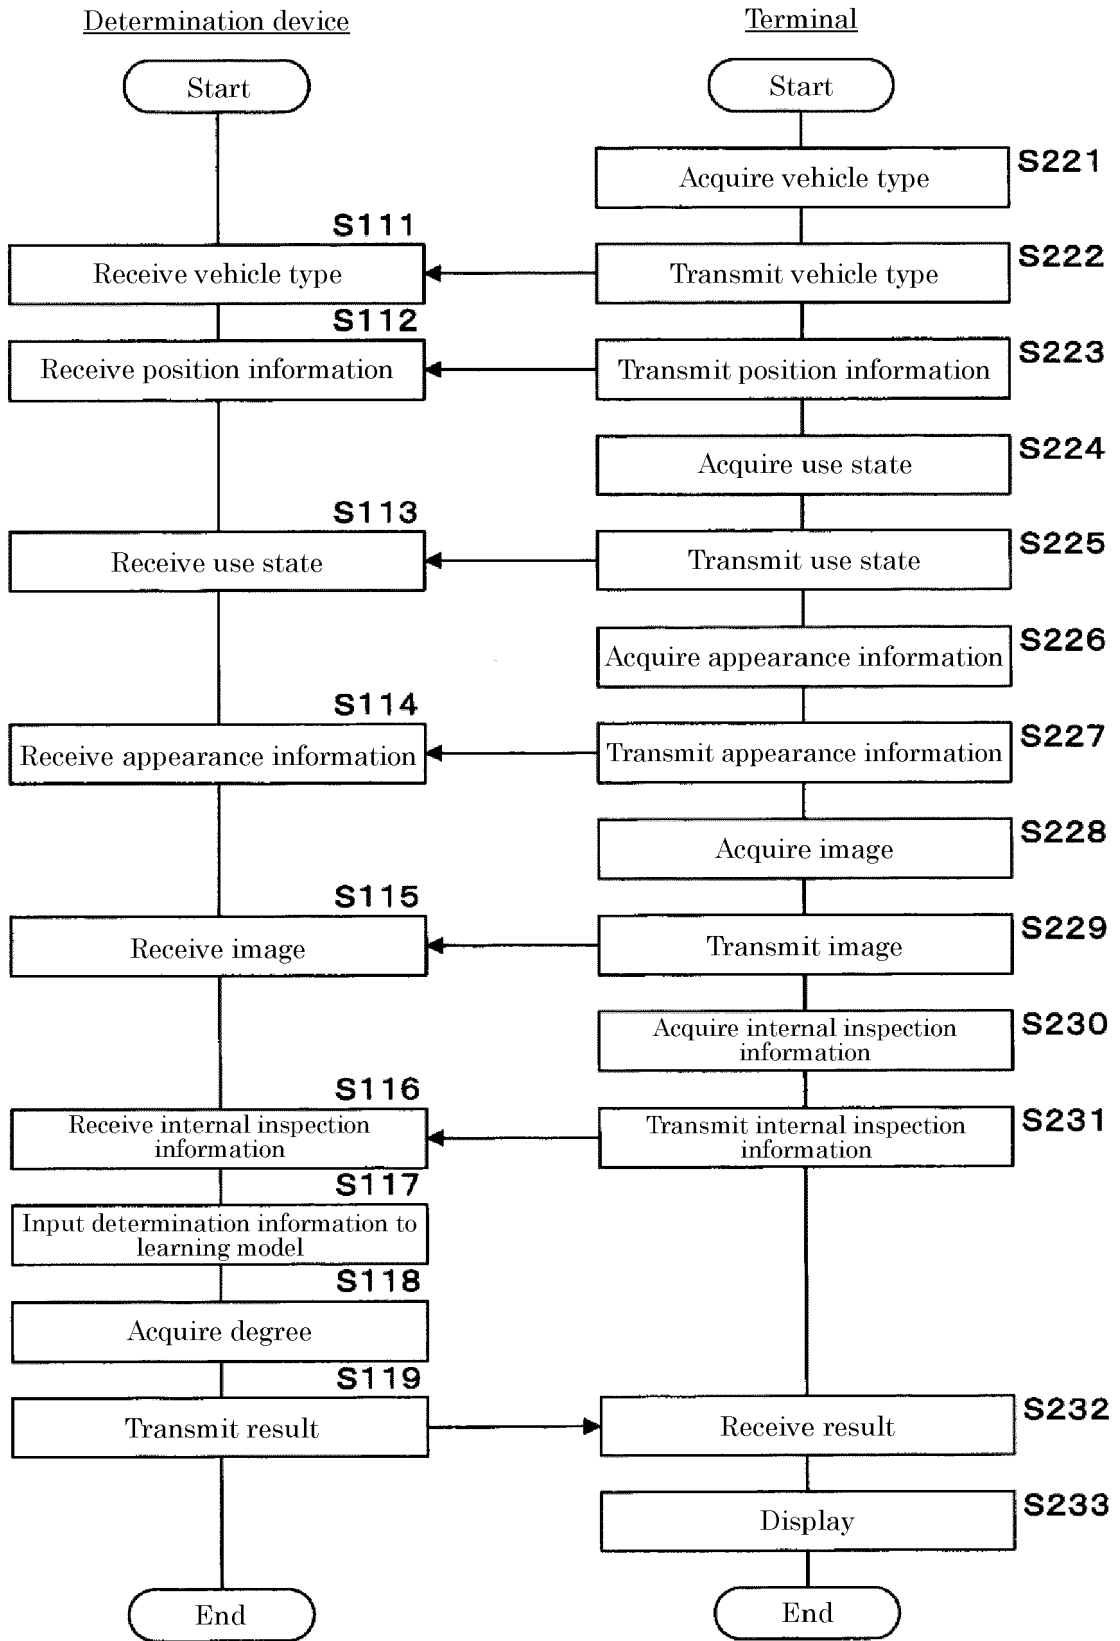 Determination device
Terminal
Start
Start
S221
Acquire vehicle type
S111
S222
Receive vehicle type
Transmit vehicle type
S112
S223
Receive position information
Transmit position information
S224
Acquire use state
S113
S225
Receive use state
Transmit use state
S226
Acquire appearance information
S114
S227
Receive appearance information
Transmit appearance information
S228
Acquire image
S115
S229
Receive image
Transmit image
S230
Acquire internal inspection
information
S116
S231
Receive internal inspection
information
Transmit internal inspection
information
S117
Input determination information to
learning model
S118
Acquire degree
S119
S232
Transmit result
Receive result
S233
Display
End
End